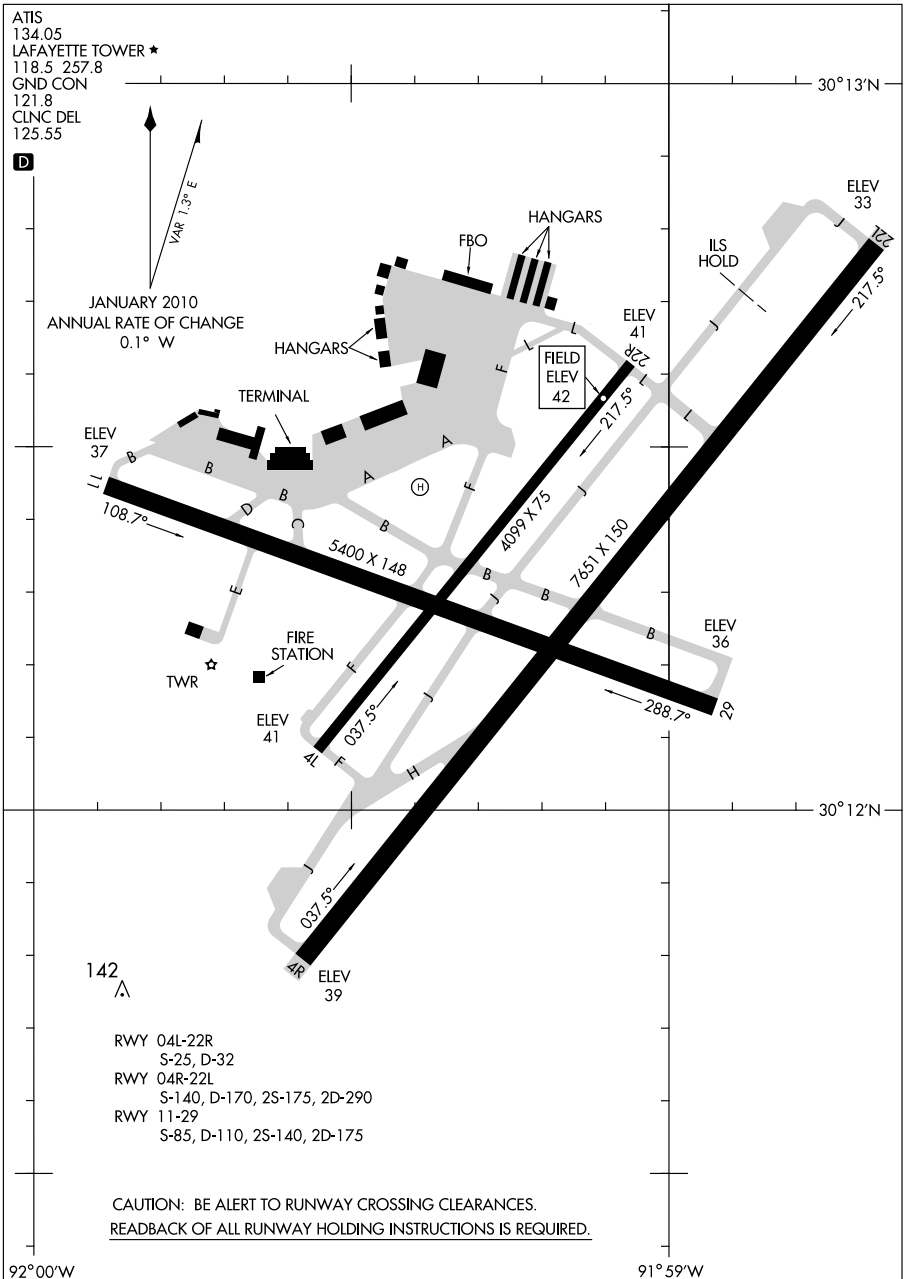 ATIS
134.05
LAFAYETTE TOWER ★
118.5 257.8
GND CON
121.8
CLNC DEL
125.55
D
VAR 1.3° E
JANUARY 2010
ANNUAL RATE OF CHANGE
0.1° W
30°13'N
ELEV
33
J
22L
217.5°
ILS
HOLD
J
HANGARS
FBO
HANGARS
L
L
F
ELEV
41
22R
FIELD
ELEV
42
L
L
217.5°
TERMINAL
ELEV
37
B
B
11
108.7°
D
B
C
A
A
H
F
B
J
4099 X 75
7651 X 150
5400 X 148
E
B
B
B
J
ELEV
36
FIRE
STATION
TWR
F
J
288.7°
29
ELEV
41
037.5°
4L
F
H
30°12'N
J
037.5°
4R
ELEV
39
142
RWY 04L-22R
S-25, D-32
RWY 04R-22L
S-140, D-170, 2S-175, 2D-290
RWY 11-29
S-85, D-110, 2S-140, 2D-175
CAUTION: BE ALERT TO RUNWAY CROSSING CLEARANCES.
READBACK OF ALL RUNWAY HOLDING INSTRUCTIONS IS REQUIRED.
92°00'W
91°59'W